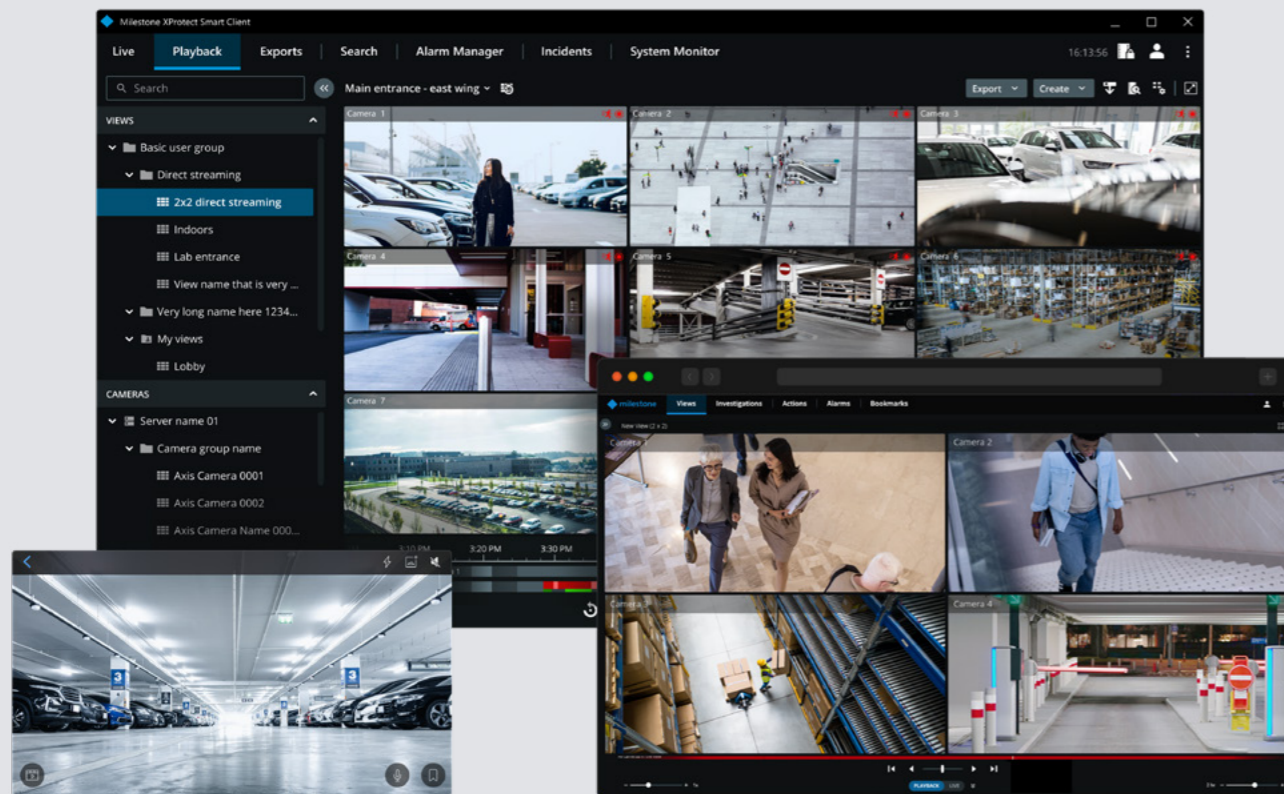 Milestone XProtect Smart Client
Live
Playback
Exports
Search
Alarm Manager
Incidents
System Monitor
16:13:56
Search
Main entrance - east wing
Export
Create
VIEWS
Basic user group
Direct streaming
2x2 direct streaming
Indoors
Lab entrance
View name that is very ...
Very long name here 1234...
My views
Lobby
CAMERAS
Server name 01
Camera group name
Axis Camera 0001
Axis Camera 0002
Axis Camera Name 000...
Camera 1
Camera 2
Camera 3
Camera 4
Camera 5
Camera 6
Camera 7
3:10 PM
3:20 PM
3:30 PM
3
3
milestone
Views
Investigations
Actions
Alarms
Bookmarks
New View (2 x 2)
Camera 1
Camera 2
Camera 3
Camera 4
PLAYBACK
LIVE
1x